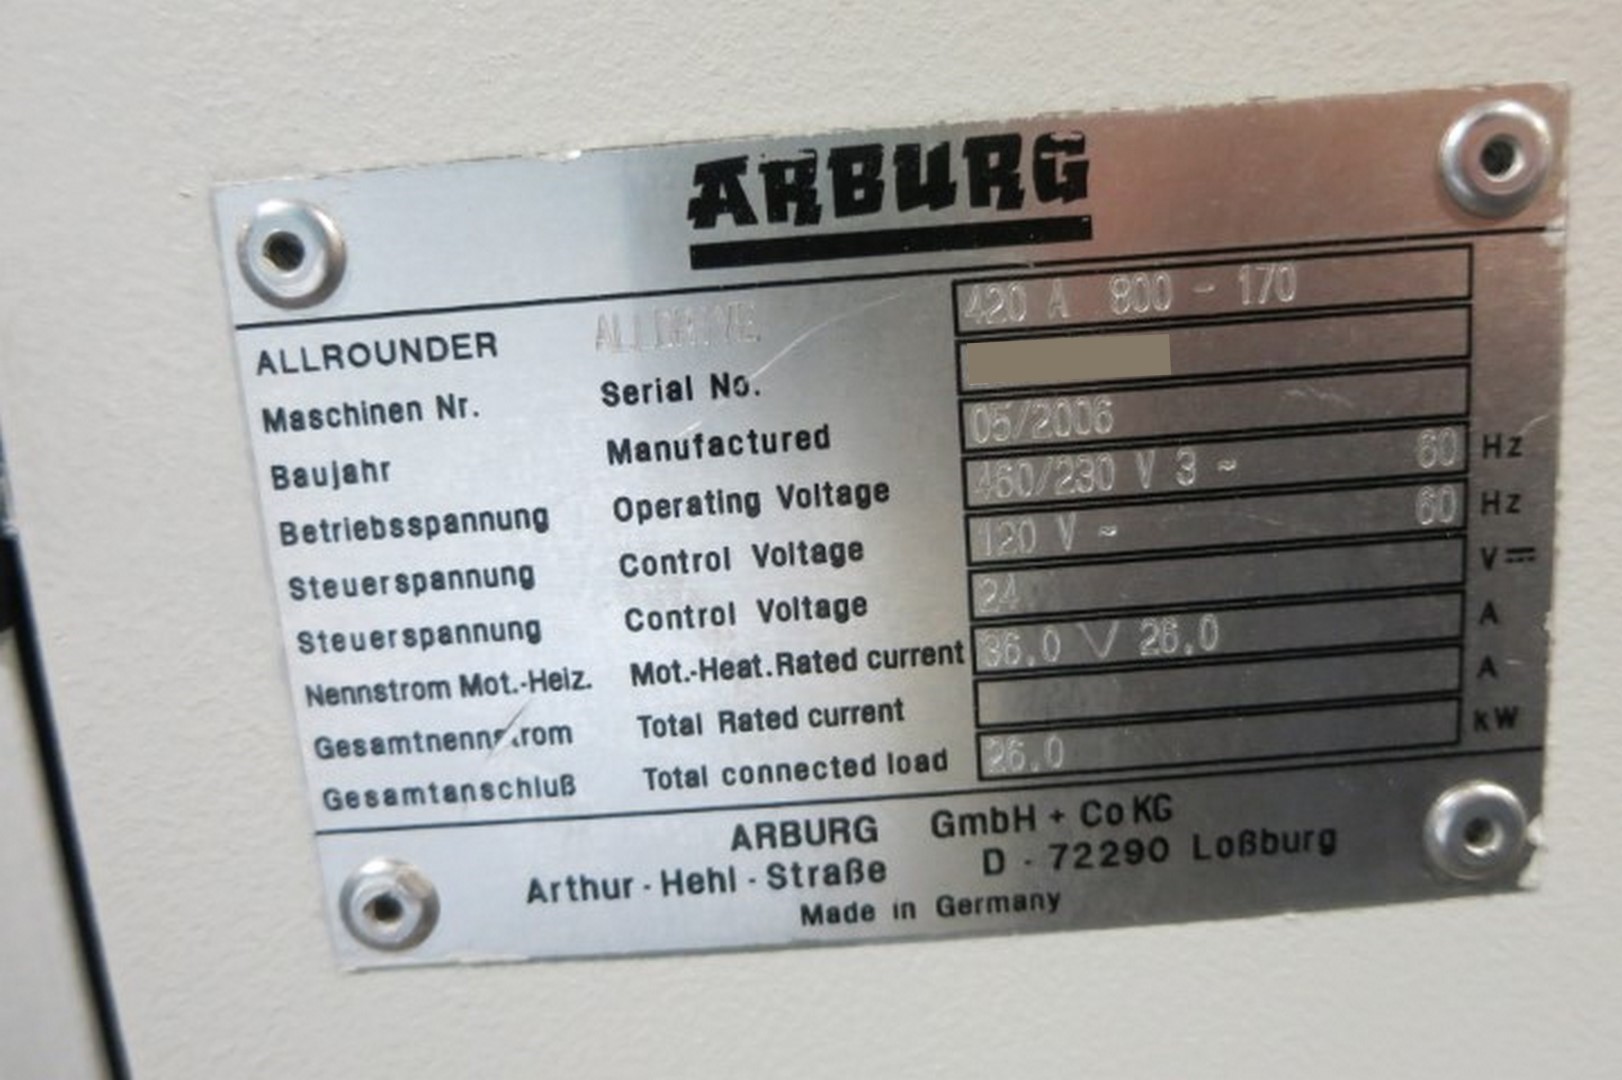 ARBURG
ALLROUNDER ALLDRIVE 420 A 800 - 170
Maschinen Nr. Serial No.
Baujahr Manufactured 05/2006
Betriebsspannung Operating Voltage 460/230 V 3 ~ 60 Hz
Steuerspannung Control Voltage 120 V ~ 60 Hz
Steuerspannung Control Voltage 24 V⎓
Nennstrom Mot.-Heiz. Mot.-Heat.Rated current 36.0 / 26.0 A
Gesamtnennstrom Total Rated current A
Gesamtanschluß Total connected load 26.0 kW
ARBURG GmbH + Co KG
Arthur - Hehl - Straße D - 72290 Loßburg
Made in Germany